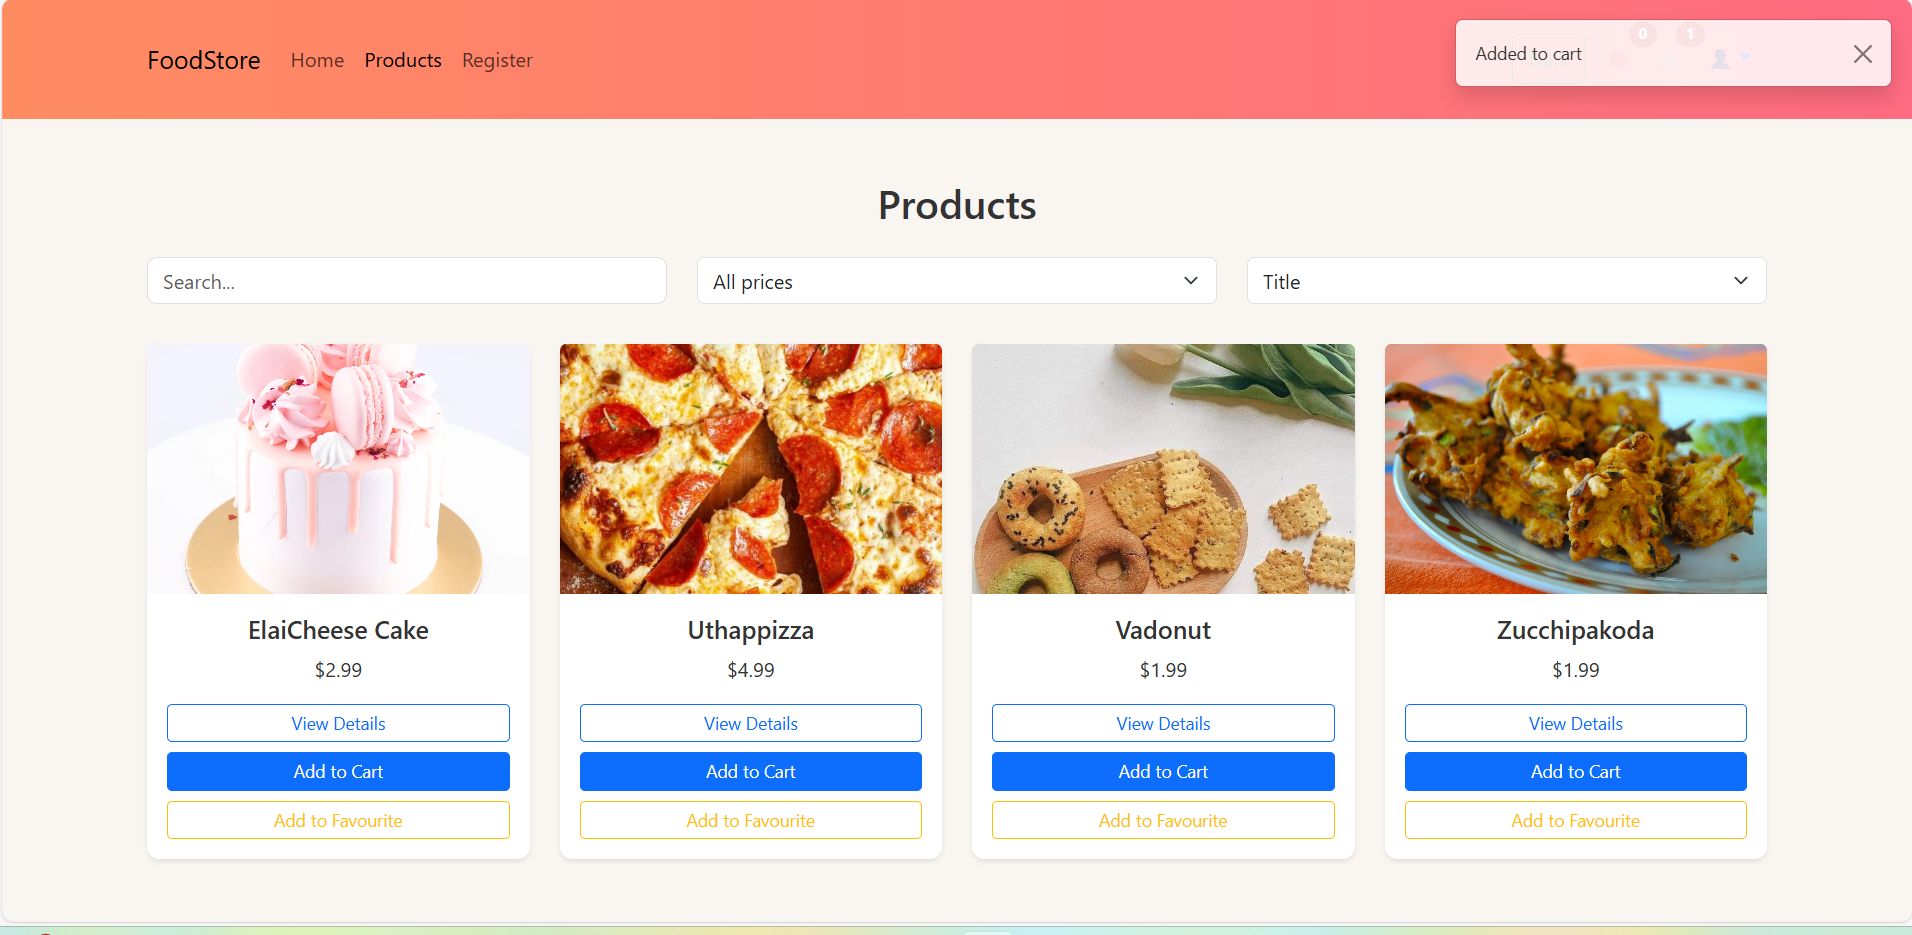 FoodStore Home Products Register
0 1
Added to cart
Products
Search...
All prices
Title
ElaiCheese Cake
$2.99
View Details
Add to Cart
Add to Favourite
Uthappizza
$4.99
View Details
Add to Cart
Add to Favourite
Vadonut
$1.99
View Details
Add to Cart
Add to Favourite
Zucchipakoda
$1.99
View Details
Add to Cart
Add to Favourite